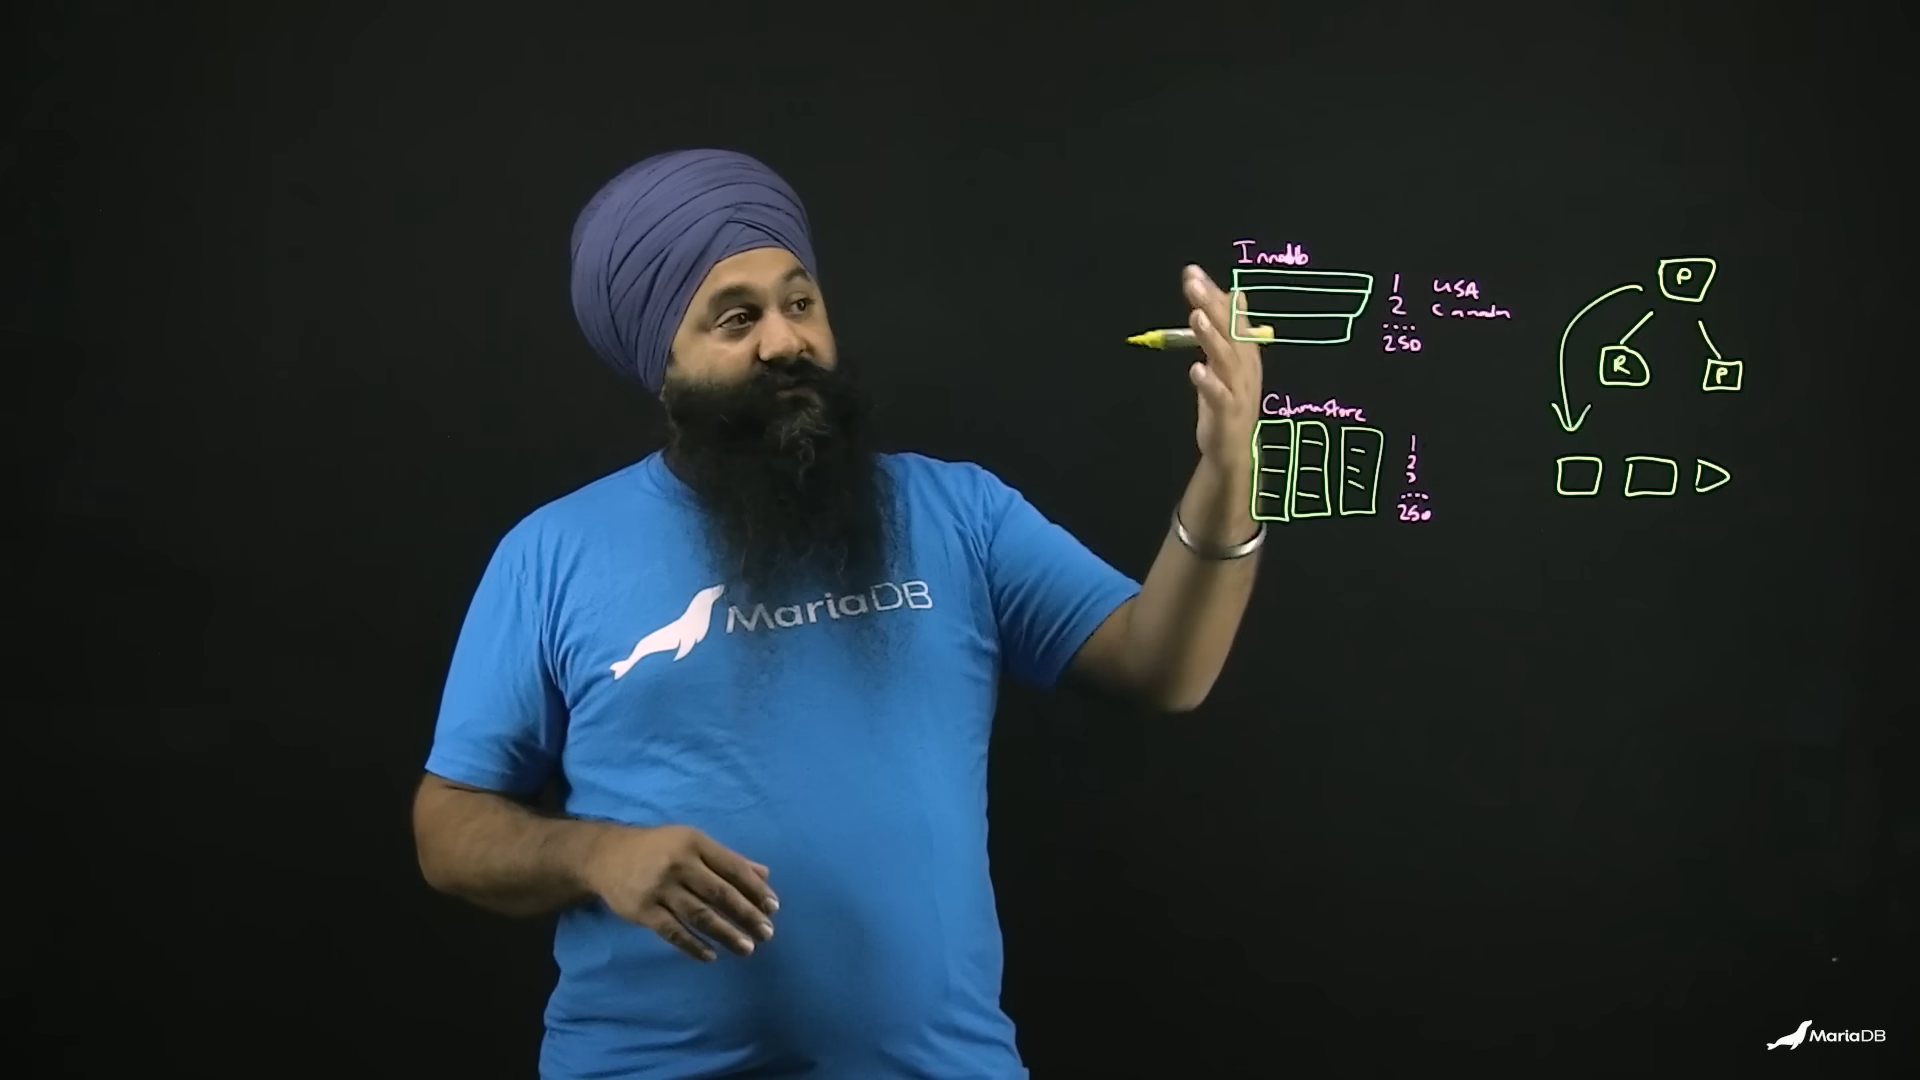 Innodb
1 USA
2 Canada
....
250
Columnstore
1
2
3
....
250
P
R
P
MariaDB
MariaDB